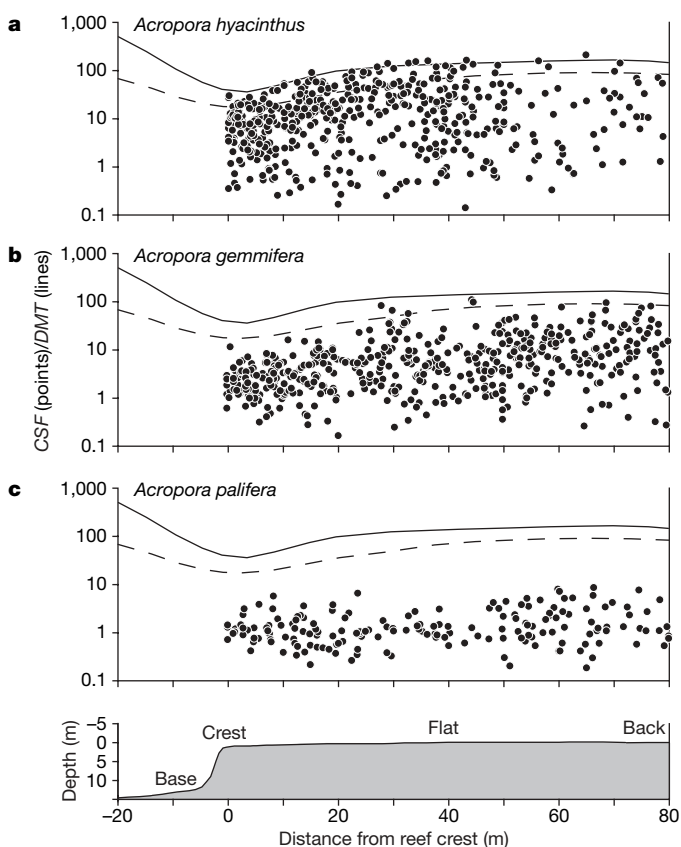 a
Acropora hyacinthus
1,000
100
10
1
0.1
b
Acropora gemmifera
1,000
100
10
1
0.1
CSF (points)/DMT (lines)
c
Acropora palifera
1,000
100
10
1
0.1
Depth (m)
–5
0
5
10
Crest
Flat
Back
Base
–20
0
20
40
60
80
Distance from reef crest (m)